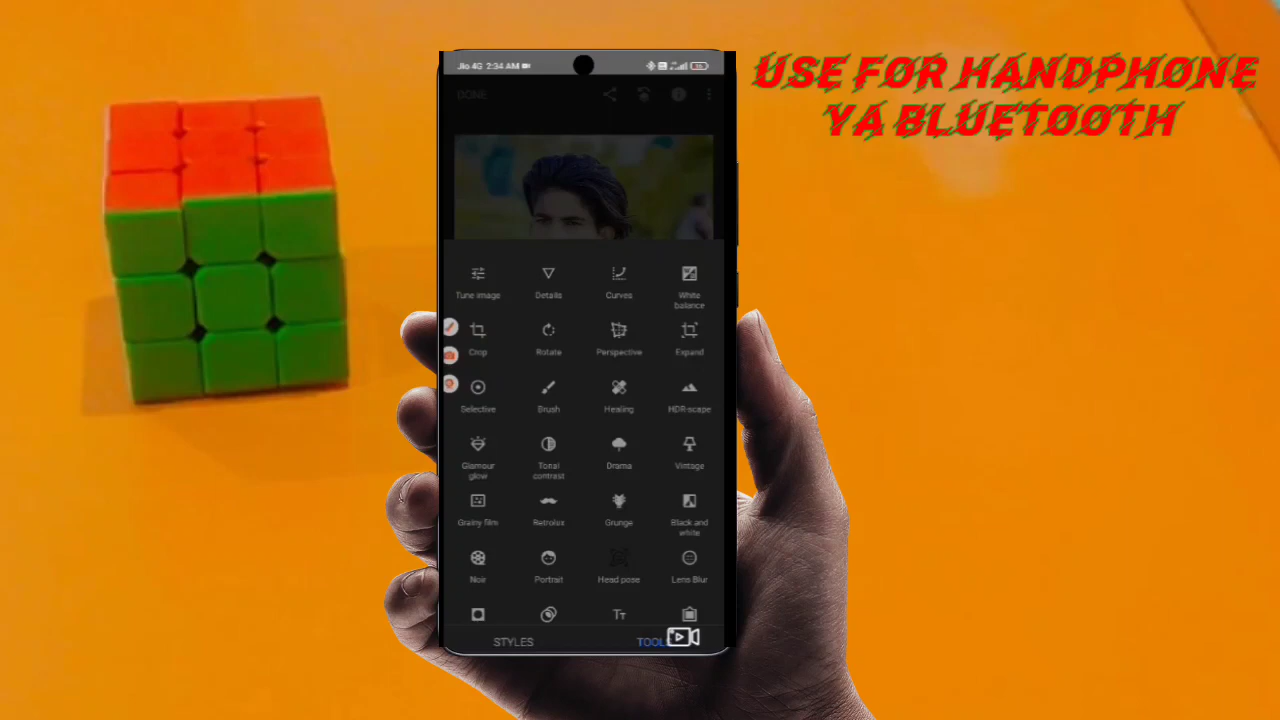 USE FOR HANDPHONE
YA BLUETOOTH
Jio 4G 2:34 AM
DONE
Tune image
Details
Curves
White
balance
Crop
Rotate
Perspective
Expand
Selective
Brush
Healing
HDR-scape
Glamour
glow
Tonal
contrast
Drama
Vintage
Grainy film
Retrolux
Grunge
Black and
white
Noir
Portrait
Head pose
Lens Blur
STYLES